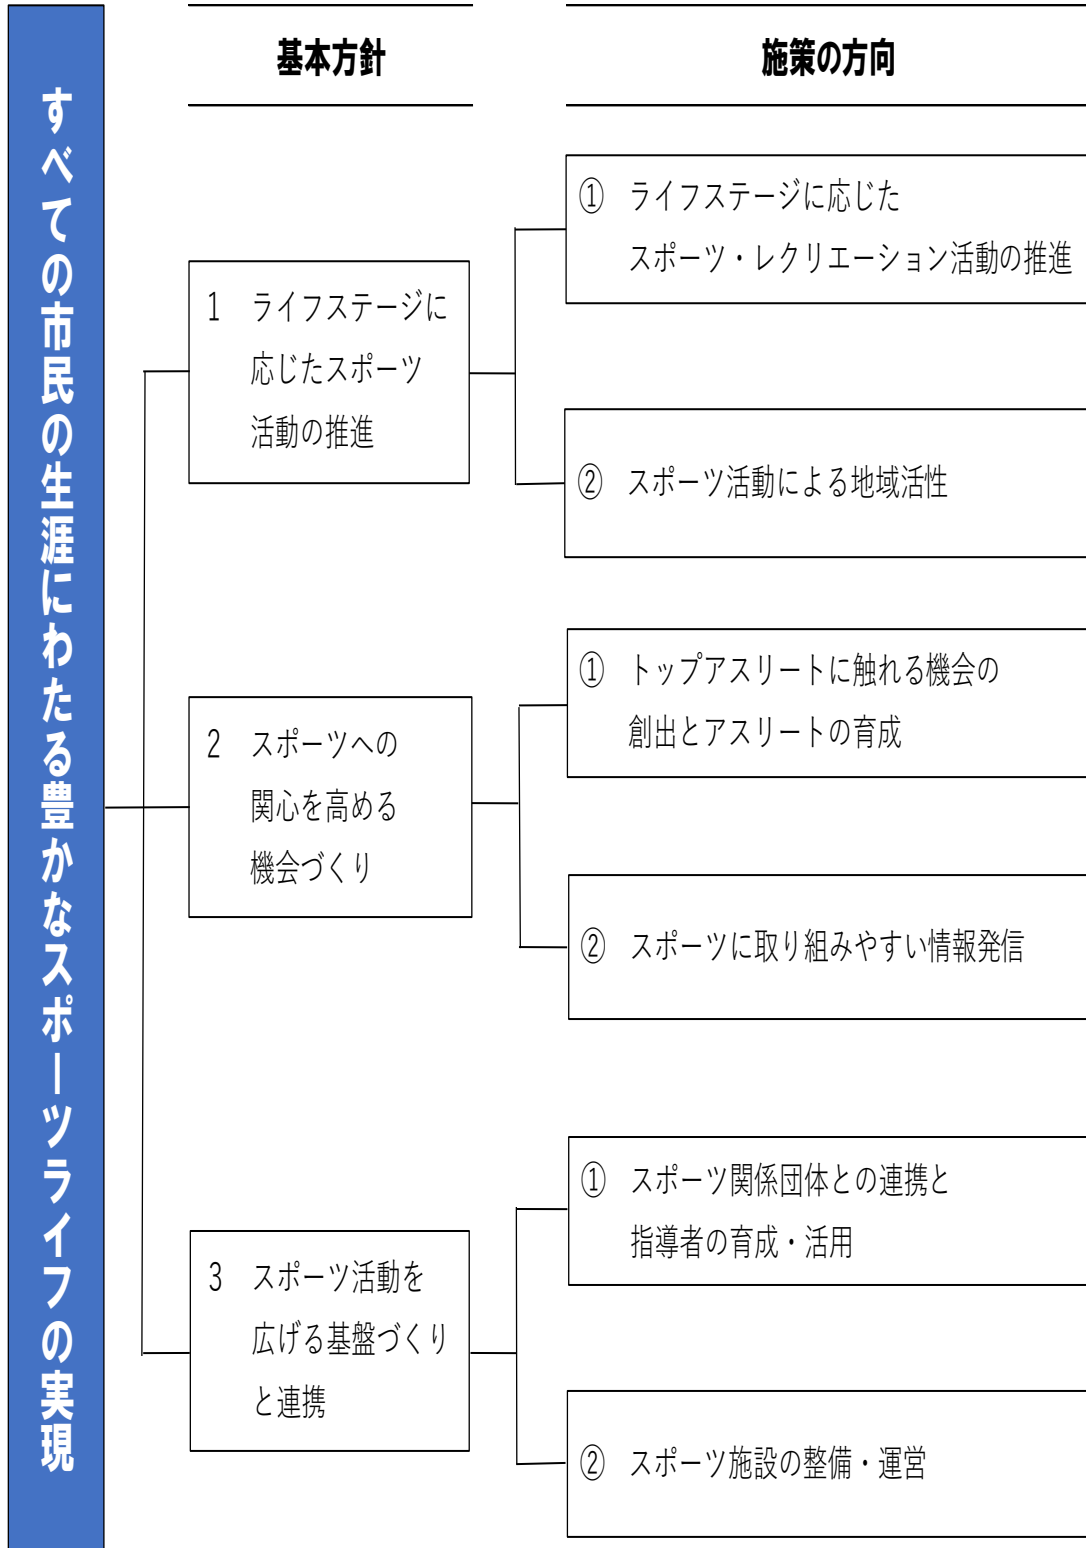 すべての市民の生涯にわたる豊かなスポーツライフの実現
基本方針
施策の方向
1 ライフステージに
応じたスポーツ
活動の推進
① ライフステージに応じた
スポーツ・レクリエーション活動の推進
② スポーツ活動による地域活性
2 スポーツへの
関心を高める
機会づくり
① トップアスリートに触れる機会の
創出とアスリートの育成
② スポーツに取り組みやすい情報発信
3 スポーツ活動を
広げる基盤づくり
と連携
① スポーツ関係団体との連携と
指導者の育成・活用
② スポーツ施設の整備・運営